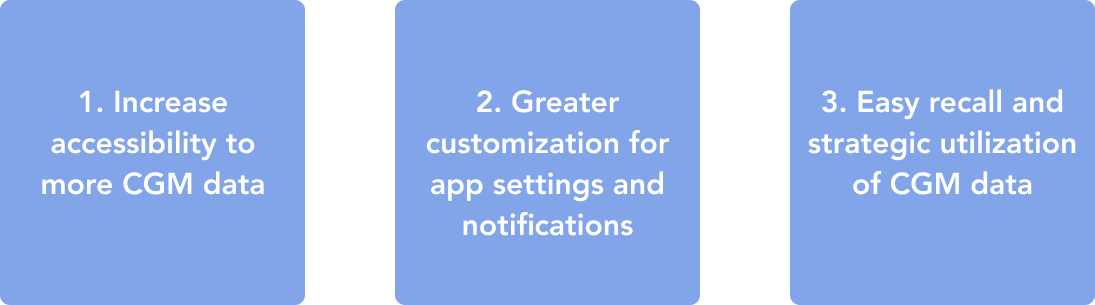 1. Increase
accessibility to
more CGM data
2. Greater
customization for
app settings and
notifications
3. Easy recall and
strategic utilization
of CGM data